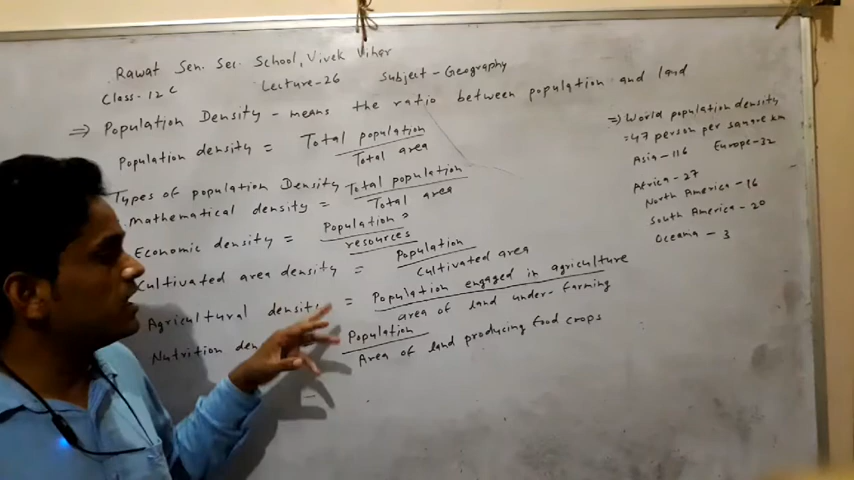 Rawat Sen. Sec. School, Vivek Vihar
Class-12 C Lecture-26 Subject-Geography
⇒ Population Density - means the ratio between population and land
Population density = Total population / Total area
Types of population Density
Mathematical density = Total population / Total area
Economic density = Population / resources
Cultivated area density = Population / Cultivated area
Agricultural density = Population engaged in agriculture / area of land under-farming
Nutrition den Population / Area of land producing food crops
⇒ World population density
= 47 person per square km
Asia-116 Europe-32
Africa-27
North America-16
South America-20
Oceania-3